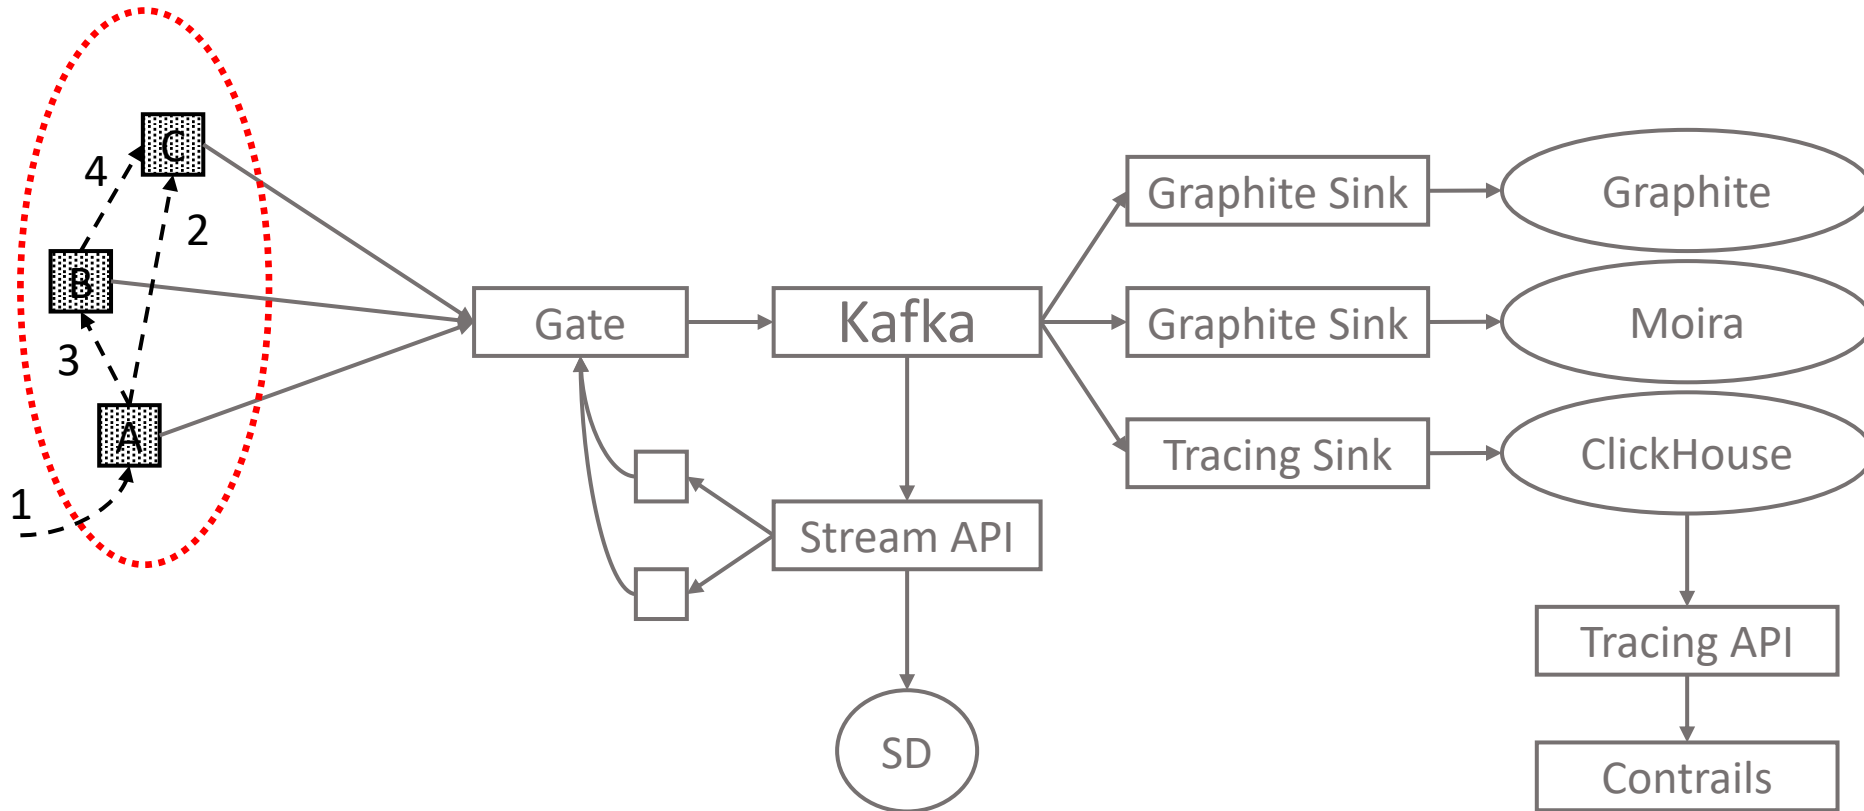 C
4
2
B
3
A
1
Gate
Kafka
Graphite Sink
Graphite
Graphite Sink
Moira
Tracing Sink
ClickHouse
Stream API
SD
Tracing API
Contrails